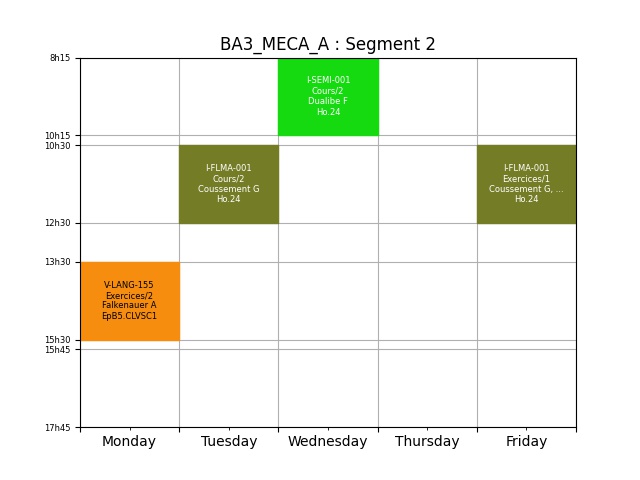 BA3_MECA_A : Segment 2
8h15
I-SEMI-001
Cours/2
Dualibe F
Ho.24
10h15
10h30
I-FLMA-001
Cours/2
Coussement G
Ho.24
I-FLMA-001
Exercices/1
Coussement G, ...
Ho.24
12h30
13h30
V-LANG-155
Exercices/2
Falkenauer A
EpB5.CLVSC1
15h30
15h45
17h45
Monday
Tuesday
Wednesday
Thursday
Friday